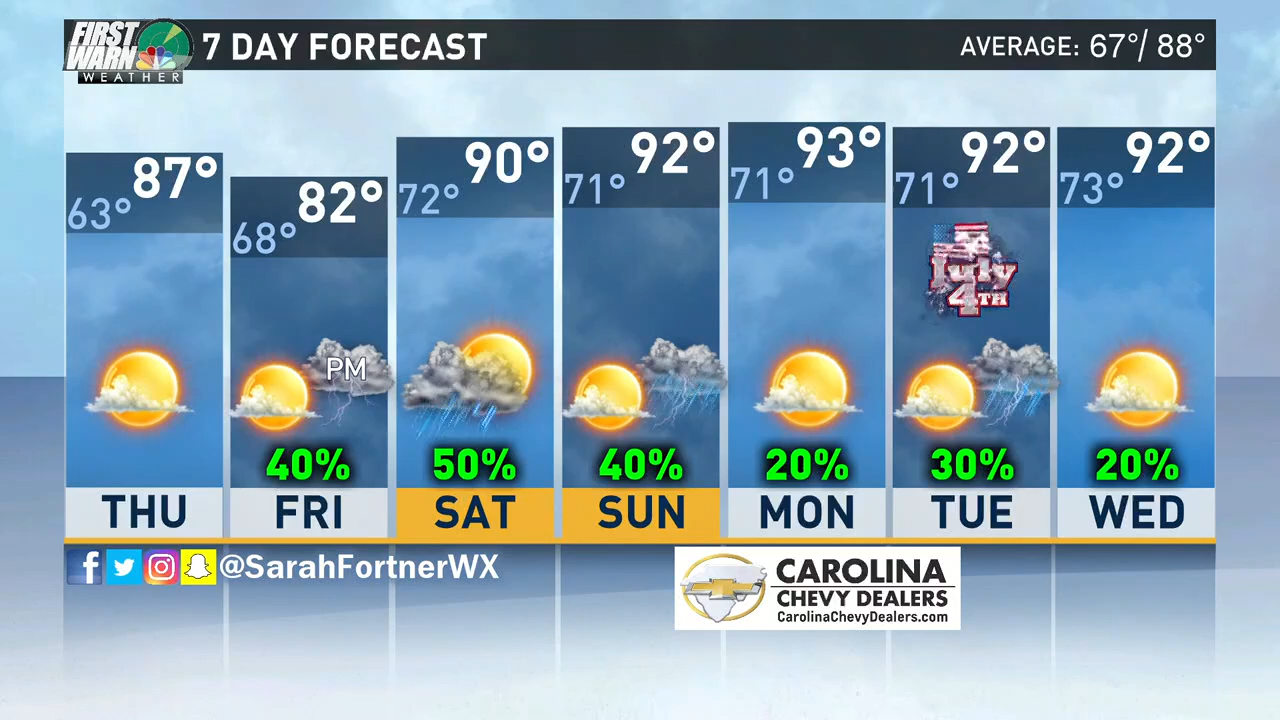 FIRST
WARN
WEATHER
7 DAY FORECAST
AVERAGE: 67°/ 88°
87°
63°
82°
68°
90°
72°
92°
71°
93°
71°
92°
71°
92°
73°
July
4TH
PM
40%
50%
40%
20%
30%
20%
THU
FRI
SAT
SUN
MON
TUE
WED
@SarahFortnerWX
CAROLINA
CHEVY DEALERS
CarolinaChevyDealers.com